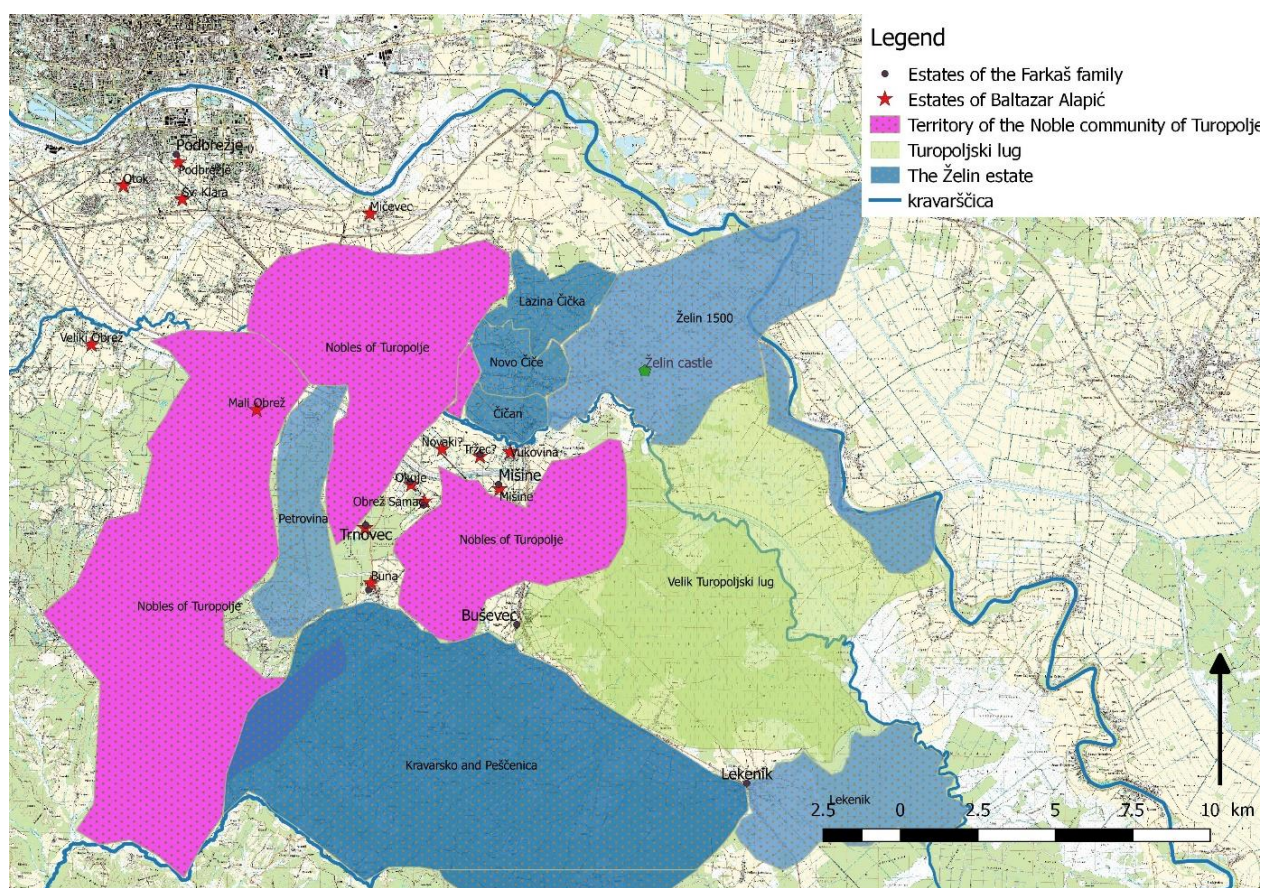 Legend
Estates of the Farkaš family
Estates of Baltazar Alapić
Territory of the Noble community of Turopolje
Turopoljski lug
The Želin estate
kravarščica
Podbrežje
Podbrežje
Otok
Sv. Klara
Mičevec
Lazina Čička
Želin 1500
Veliki Obrež
Nobles of Turopolje
Novo Čiče
Želin castle
Mali Obrež
Čičan
Novaki?
Tržec?
Vukovina
Mišine
Okuje
Mišine
Obrež Samac
Petrovina
Trnovec
Nobles of Turopolje
Buna
Velik Turopoljski lug
Nobles of Turopolje
Buševec
Kravarsko and Peščenica
Lekenik
Lekenik
2.5 0 2.5 5 7.5 10 km